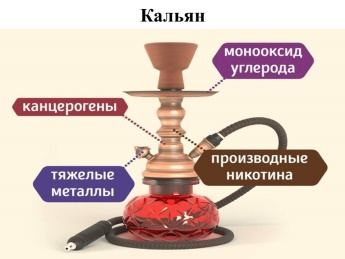 Кальян
монооксид
углерода
канцерогены
производные
никотина
тяжелые
металлы